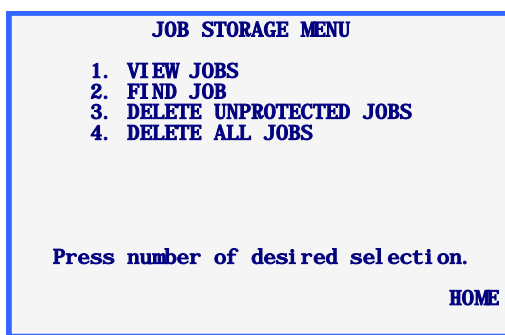 JOB STORAGE MENU
1. VIEW JOBS
2. FIND JOB
3. DELETE UNPROTECTED JOBS
4. DELETE ALL JOBS
Press number of desired selection.
HOME